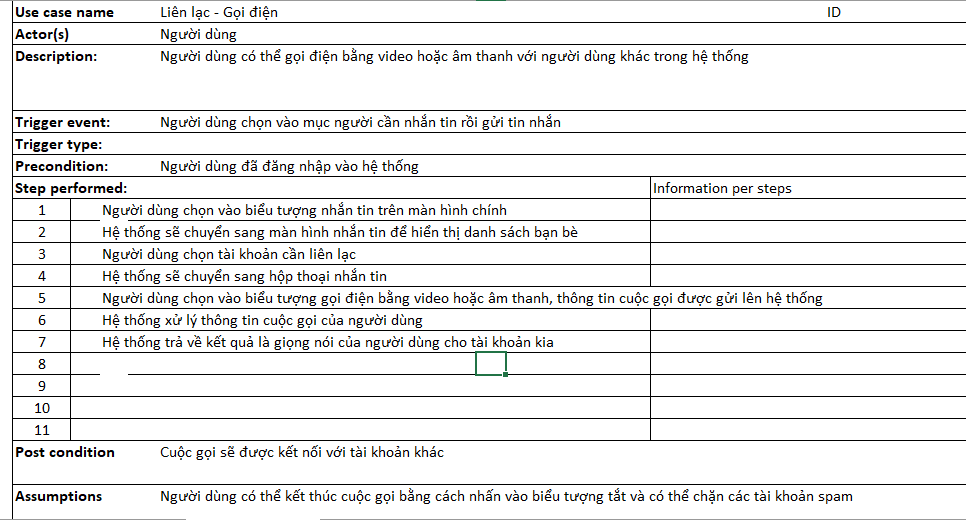 Use case name Liên lạc - Gọi điện ID
Actor(s) Người dùng
Description: Người dùng có thể gọi điện bằng video hoặc âm thanh với người dùng khác trong hệ thống
Trigger event: Người dùng chọn vào mục người cần nhắn tin rồi gửi tin nhắn
Trigger type:
Precondition: Người dùng đã đăng nhập vào hệ thống
Step performed: Information per steps
1 Người dùng chọn vào biểu tượng nhắn tin trên màn hình chính
2 Hệ thống sẽ chuyển sang màn hình nhắn tin để hiển thị danh sách bạn bè
3 Người dùng chọn tài khoản cần liên lạc
4 Hệ thống sẽ chuyển sang hộp thoại nhắn tin
5 Người dùng chọn vào biểu tượng gọi điện bằng video hoặc âm thanh, thông tin cuộc gọi được gửi lên hệ thống
6 Hệ thống xử lý thông tin cuộc gọi của người dùng
7 Hệ thống trả về kết quả là giọng nói của người dùng cho tài khoản kia
8
9
10
11
Post condition Cuộc gọi sẽ được kết nối với tài khoản khác
Assumptions Người dùng có thể kết thúc cuộc gọi bằng cách nhấn vào biểu tượng tắt và có thể chặn các tài khoản spam